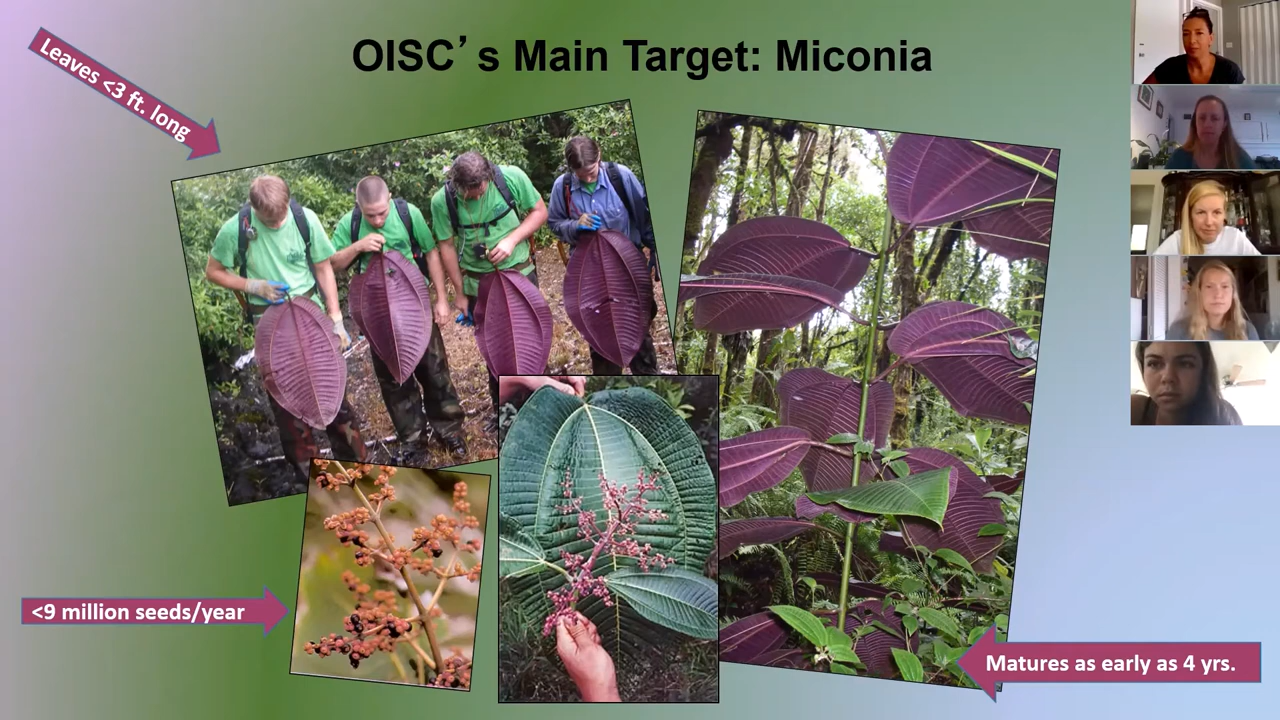 OISC’s Main Target: Miconia
Leaves <3 ft. long
<9 million seeds/year
Matures as early as 4 yrs.